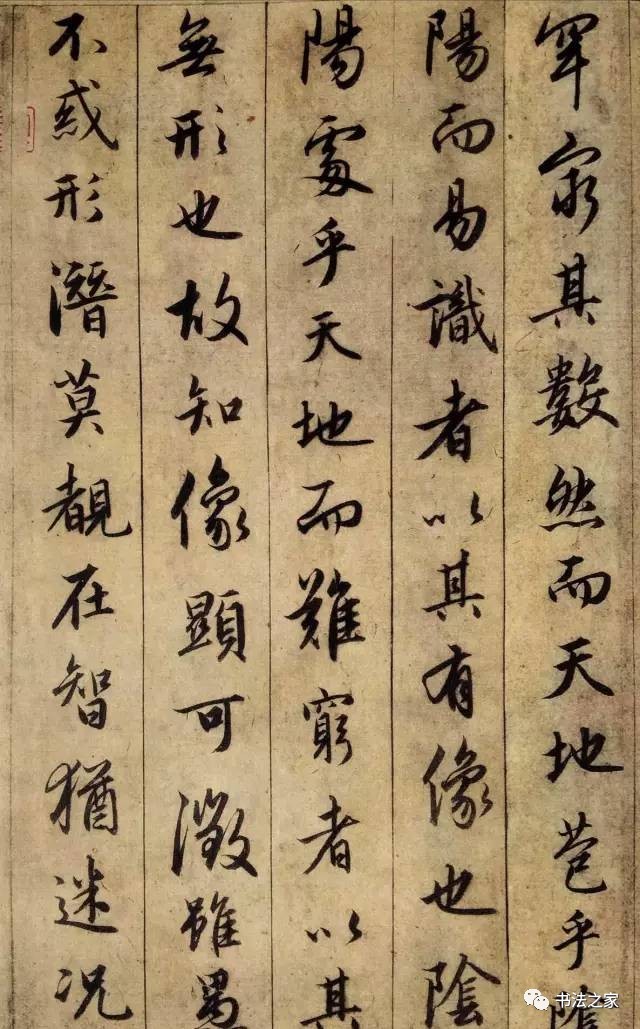 罕窮其數然而天地苞乎陰
陽而易識者以其有像也陰
陽處乎天地而難窮者以其
無形也故知像顯可徵雖愚
不惑形潛莫覩在智猶迷況
书法之家